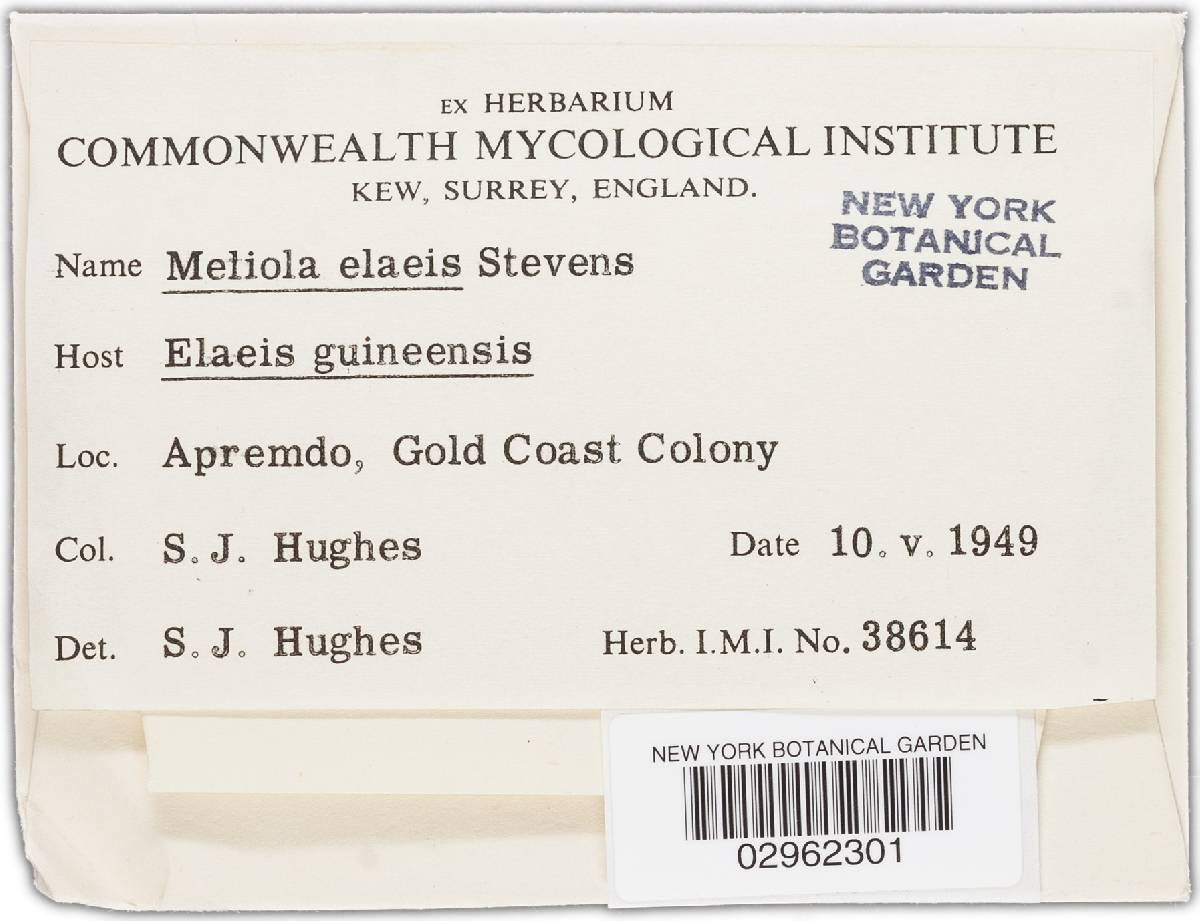 EX HERBARIUM
COMMONWEALTH MYCOLOGICAL INSTITUTE
KEW, SURREY, ENGLAND.
NEW YORK
BOTANICAL
GARDEN
Name Meliola elaeis Stevens
Host Elaeis guineensis
Loc. Apremdo, Gold Coast Colony
Col. S. J. Hughes Date 10. v. 1949
Det. S. J. Hughes Herb. I.M.I. No. 38614
NEW YORK BOTANICAL GARDEN
02962301